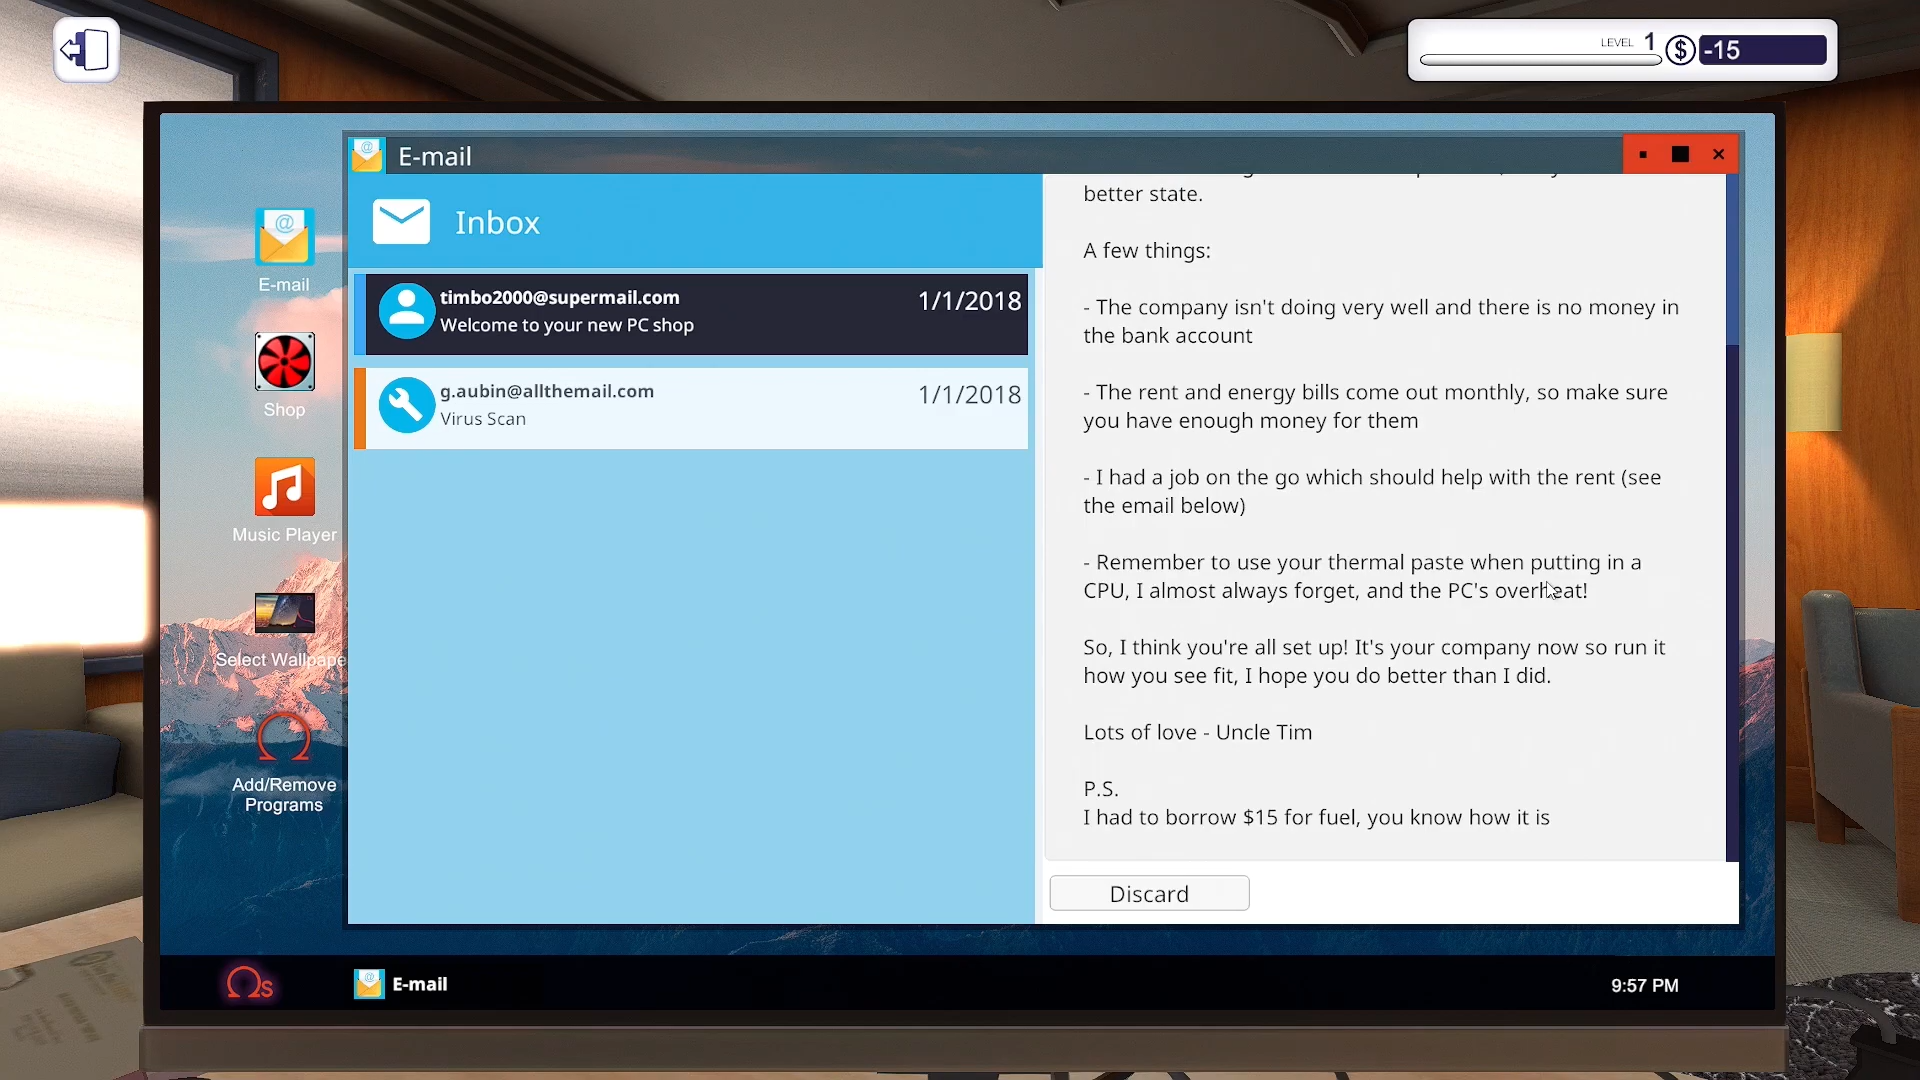 LEVEL 1
$ -15
E-mail
Inbox
timbo2000@supermail.com
1/1/2018
Welcome to your new PC shop
g.aubin@allthemail.com
1/1/2018
Virus Scan
better state.
A few things:
- The company isn't doing very well and there is no money in
the bank account
- The rent and energy bills come out monthly, so make sure
you have enough money for them
- I had a job on the go which should help with the rent (see
the email below)
- Remember to use your thermal paste when putting in a
CPU, I almost always forget, and the PC's overheat!
So, I think you're all set up! It's your company now so run it
how you see fit, I hope you do better than I did.
Lots of love - Uncle Tim
P.S.
I had to borrow $15 for fuel, you know how it is
Discard
E-mail
Shop
Music Player
Select Wallpape
Add/Remove
Programs
Ωs
E-mail
9:57 PM